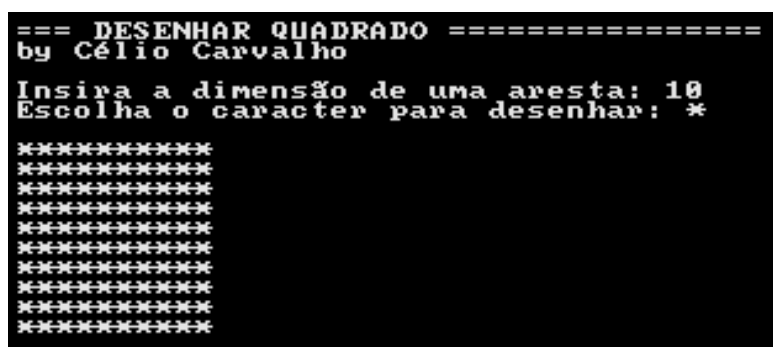 === DESENHAR QUADRADO ================
by Célio Carvalho
Insira a dimensão de uma aresta: 10
Escolha o caracter para desenhar: *
**********
**********
**********
**********
**********
**********
**********
**********
**********
**********